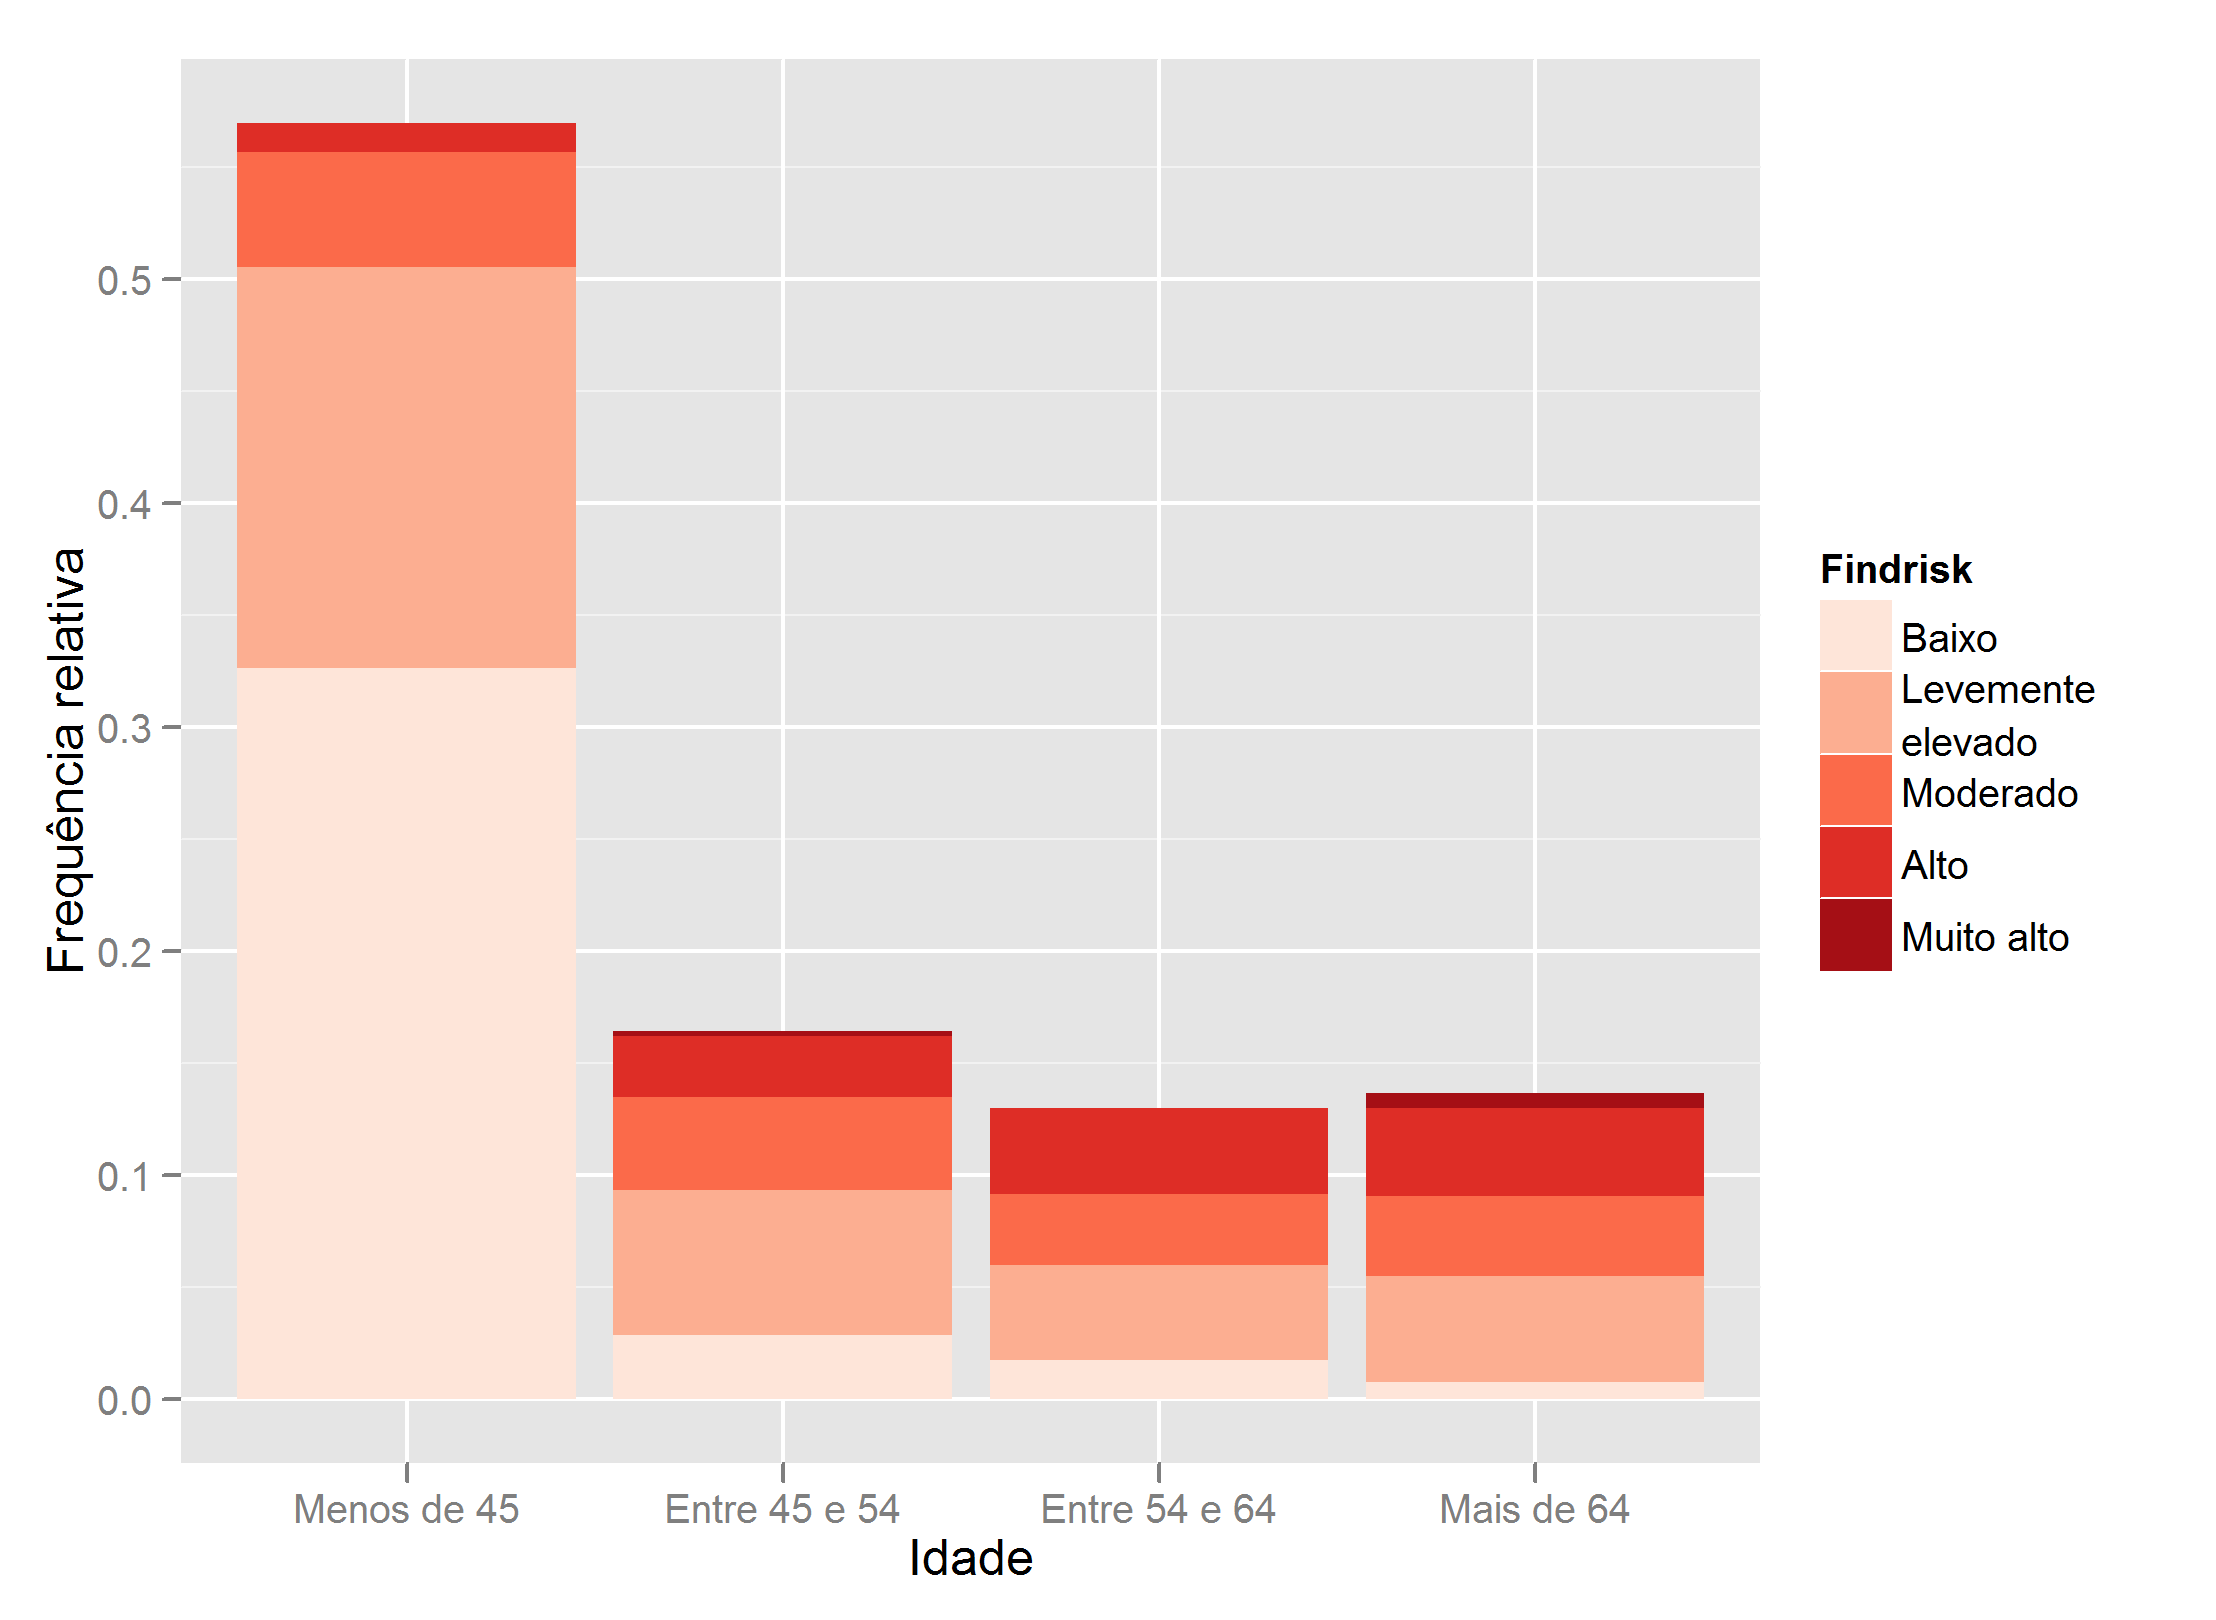 Frequência relativa
0.5
0.4
0.3
0.2
0.1
0.0
Menos de 45
Entre 45 e 54
Entre 54 e 64
Mais de 64
Idade
Findrisk
Baixo
Levemente
elevado
Moderado
Alto
Muito alto